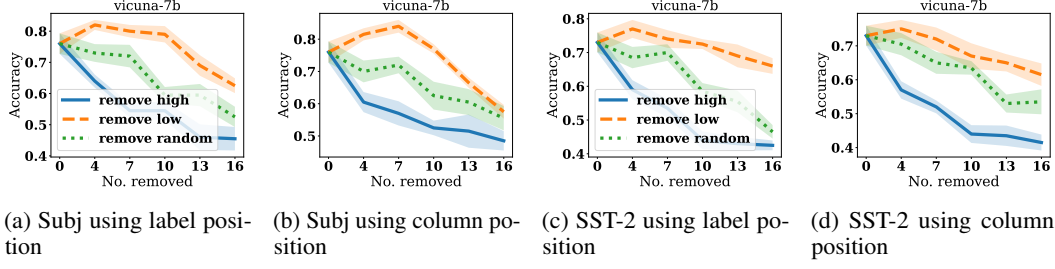 vicuna-7b
0.8
0.7
0.6
0.5
0.4
Accuracy
remove high
remove low
remove random
0 4 7 10 13 16
No. removed
(a) Subj using label posi-
tion
vicuna-7b
0.8
0.7
0.6
0.5
Accuracy
0 4 7 10 13 16
No. removed
(b) Subj using column po-
sition
vicuna-7b
0.8
0.7
0.6
0.5
0.4
Accuracy
remove high
remove low
remove random
0 4 7 10 13 16
No. removed
(c) SST-2 using label po-
sition
vicuna-7b
0.7
0.6
0.5
0.4
Accuracy
0 4 7 10 13 16
No. removed
(d) SST-2 using column
position